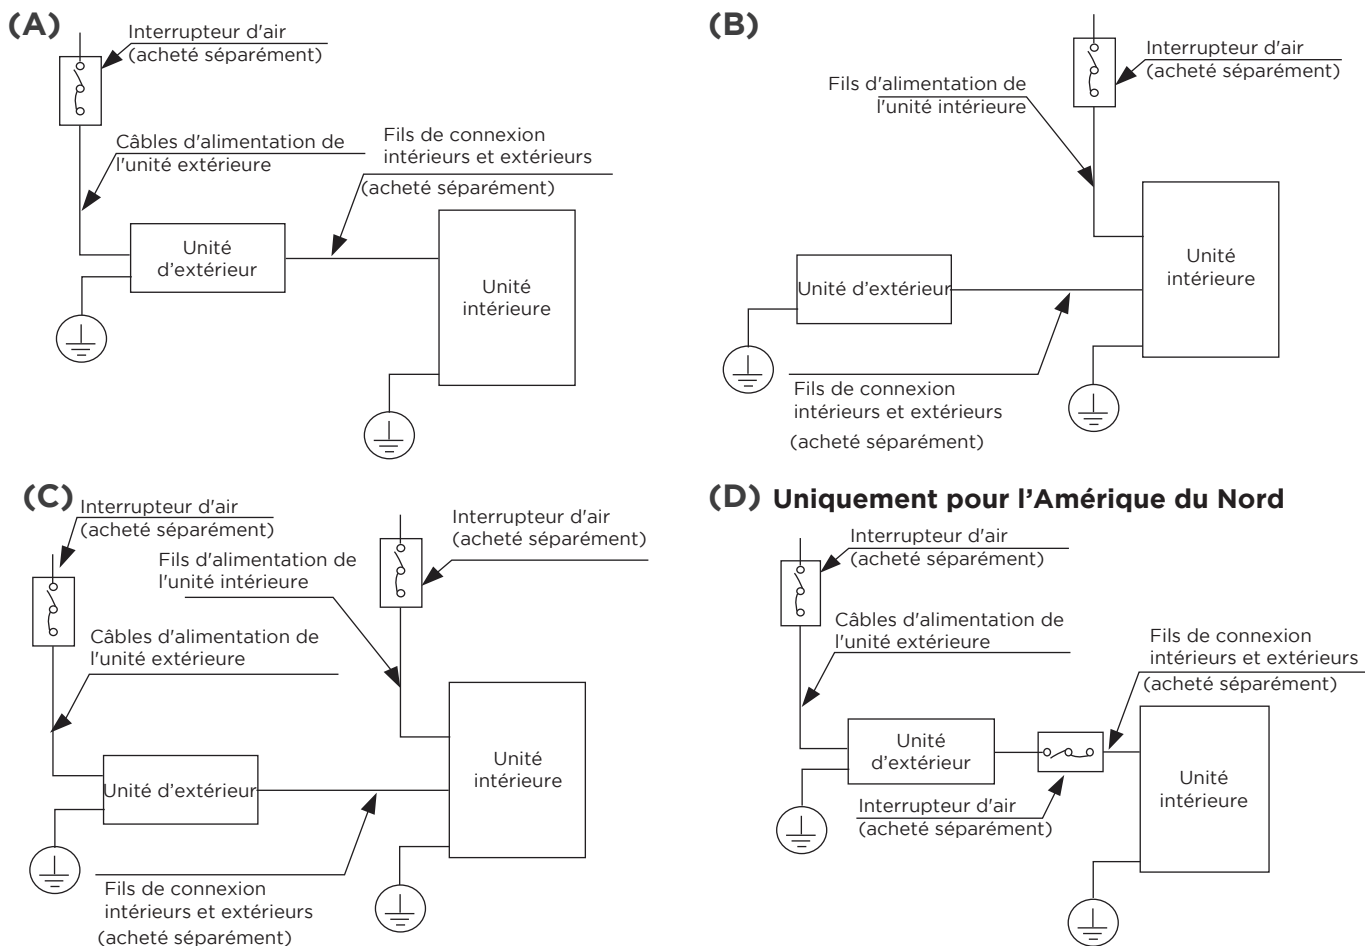 (A)
Interrupteur d'air
(acheté séparément)
Câbles d'alimentation de
l'unité extérieure
Fils de connexion
intérieurs et extérieurs
(acheté séparément)
Unité
d'extérieur
Unité
intérieure
(B)
Interrupteur d'air
(acheté séparément)
Fils d'alimentation de
l'unité intérieure
Unité
intérieure
Unité d'extérieur
Fils de connexion
intérieurs et extérieurs
(acheté séparément)
(C)
Interrupteur d'air
(acheté séparément)
Interrupteur d'air
(acheté séparément)
Fils d'alimentation de
l'unité intérieure
Câbles d'alimentation de
l'unité extérieure
Unité
intérieure
Unité d'extérieur
Fils de connexion
intérieurs et extérieurs
(acheté séparément)
(D) Uniquement pour l'Amérique du Nord
Interrupteur d'air
(acheté séparément)
Câbles d'alimentation de
l'unité extérieure
Fils de connexion
intérieurs et extérieurs
(acheté séparément)
Unité
d'extérieur
Interrupteur d'air
(acheté séparément)
Unité
intérieure